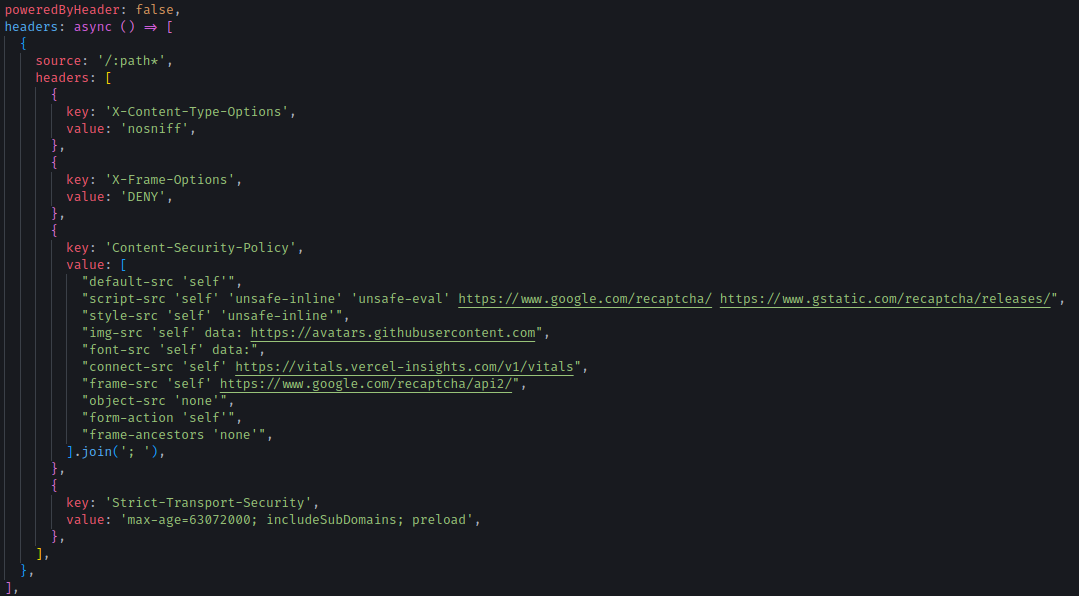 poweredByHeader: false,
headers: async () => [
{
source: '/:path*',
headers: [
{
key: 'X-Content-Type-Options',
value: 'nosniff',
},
{
key: 'X-Frame-Options',
value: 'DENY',
},
{
key: 'Content-Security-Policy',
value: [
"default-src 'self'",
"script-src 'self' 'unsafe-inline' 'unsafe-eval' https://www.google.com/recaptcha/ https://www.gstatic.com/recaptcha/releases/",
"style-src 'self' 'unsafe-inline'",
"img-src 'self' data: https://avatars.githubusercontent.com",
"font-src 'self' data:",
"connect-src 'self' https://vitals.vercel-insights.com/v1/vitals",
"frame-src 'self' https://www.google.com/recaptcha/api2/",
"object-src 'none'",
"form-action 'self'",
"frame-ancestors 'none'",
].join('; '),
},
{
key: 'Strict-Transport-Security',
value: 'max-age=63072000; includeSubDomains; preload',
},
],
},
],